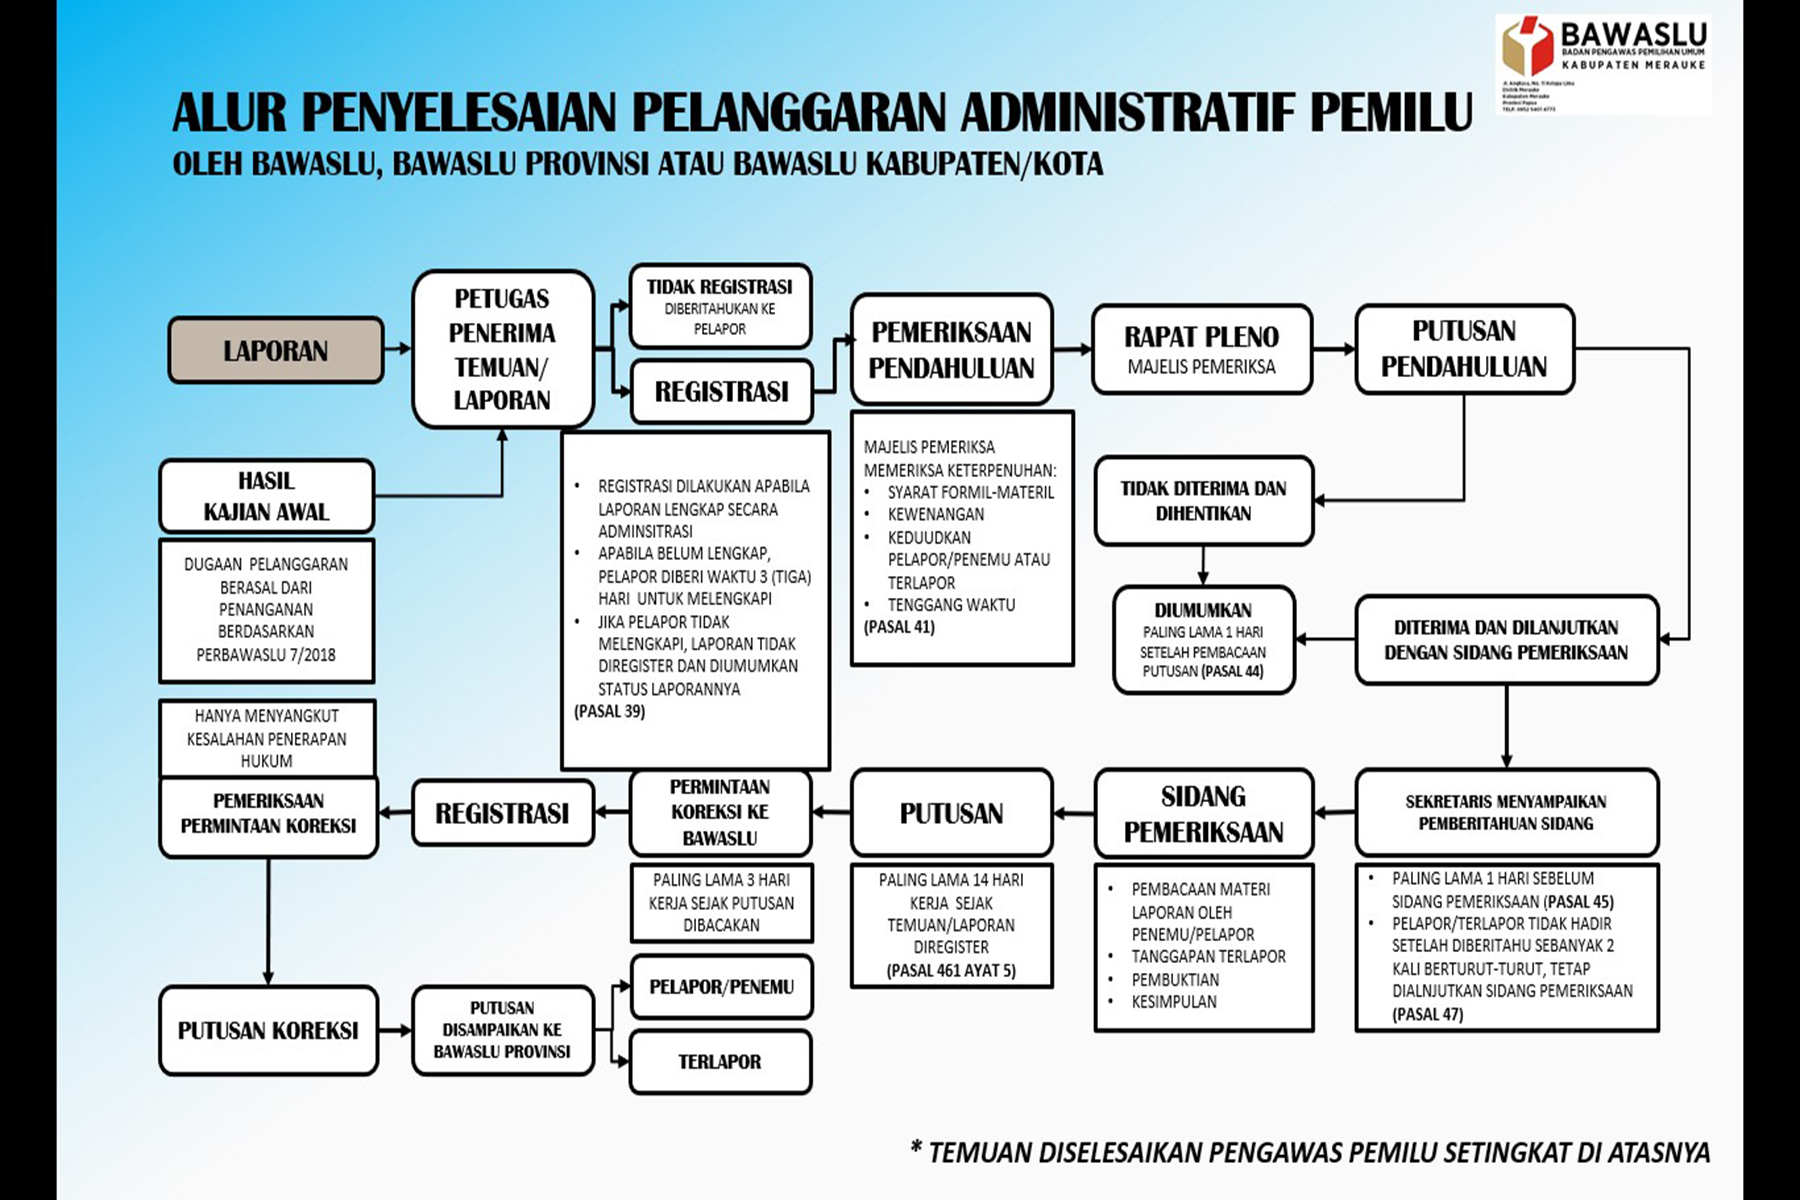 BAWASLU
BADAN PENGAWAS PEMILIHAN UMUM
KABUPATEN MERAUKE
Distrik Merauke
Kabupaten Merauke
Provinsi Papua
ALUR PENYELESAIAN PELANGGARAN ADMINISTRATIF PEMILU
OLEH BAWASLU, BAWASLU PROVINSI ATAU BAWASLU KABUPATEN/KOTA
LAPORAN
PETUGAS
PENERIMA
TEMUAN/
LAPORAN
TIDAK REGISTRASI
DIBERITAHUKAN KE
PELAPOR
REGISTRASI
PEMERIKSAAN
PENDAHULUAN
RAPAT PLENO
MAJELIS PEMERIKSA
PUTUSAN
PENDAHULUAN
HASIL
KAJIAN AWAL
DUGAAN PELANGGARAN
BERASAL DARI
PENANGANAN
BERDASARKAN
PERBAWASLU 7/2018
• REGISTRASI DILAKUKAN APABILA
LAPORAN LENGKAP SECARA
ADMINSITRASI
• APABILA BELUM LENGKAP,
PELAPOR DIBERI WAKTU 3 (TIGA)
HARI UNTUK MELENGKAPI
• JIKA PELAPOR TIDAK
MELENGKAPI, LAPORAN TIDAK
DIREGISTER DAN DIUMUMKAN
STATUS LAPORANNYA
(PASAL 39)
MAJELIS PEMERIKSA
MEMERIKSA KETERPENUHAN:
• SYARAT FORMIL-MATERIL
• KEWENANGAN
• KEDUUDKAN
PELAPOR/PENEMU ATAU
TERLAPOR
• TENGGANG WAKTU
(PASAL 41)
TIDAK DITERIMA DAN
DIHENTIKAN
DIUMUMKAN
PALING LAMA 1 HARI
SETELAH PEMBACAAN
PUTUSAN (PASAL 44)
DITERIMA DAN DILANJUTKAN
DENGAN SIDANG PEMERIKSAAN
HANYA MENYANGKUT
KESALAHAN PENERAPAN
HUKUM
PEMERIKSAAN
PERMINTAAN KOREKSI
REGISTRASI
PERMINTAAN
KOREKSI KE
BAWASLU
PALING LAMA 3 HARI
KERJA SEJAK PUTUSAN
DIBACAKAN
PUTUSAN
PALING LAMA 14 HARI
KERJA SEJAK
TEMUAN/LAPORAN
DIREGISTER
(PASAL 461 AYAT 5)
SIDANG
PEMERIKSAAN
• PEMBACAAN MATERI
LAPORAN OLEH
PENEMU/PELAPOR
• TANGGAPAN TERLAPOR
• PEMBUKTIAN
• KESIMPULAN
SEKRETARIS MENYAMPAIKAN
PEMBERITAHUAN SIDANG
• PALING LAMA 1 HARI SEBELUM
SIDANG PEMERIKSAAN (PASAL 45)
• PELAPOR/TERLAPOR TIDAK HADIR
SETELAH DIBERITAHU SEBANYAK 2
KALI BERTURUT-TURUT, TETAP
DIALNJUTKAN SIDANG PEMERIKSAAN
(PASAL 47)
PUTUSAN KOREKSI
PUTUSAN
DISAMPAIKAN KE
BAWASLU PROVINSI
PELAPOR/PENEMU
TERLAPOR
* TEMUAN DISELESAIKAN PENGAWAS PEMILU SETINGKAT DI ATASNYA